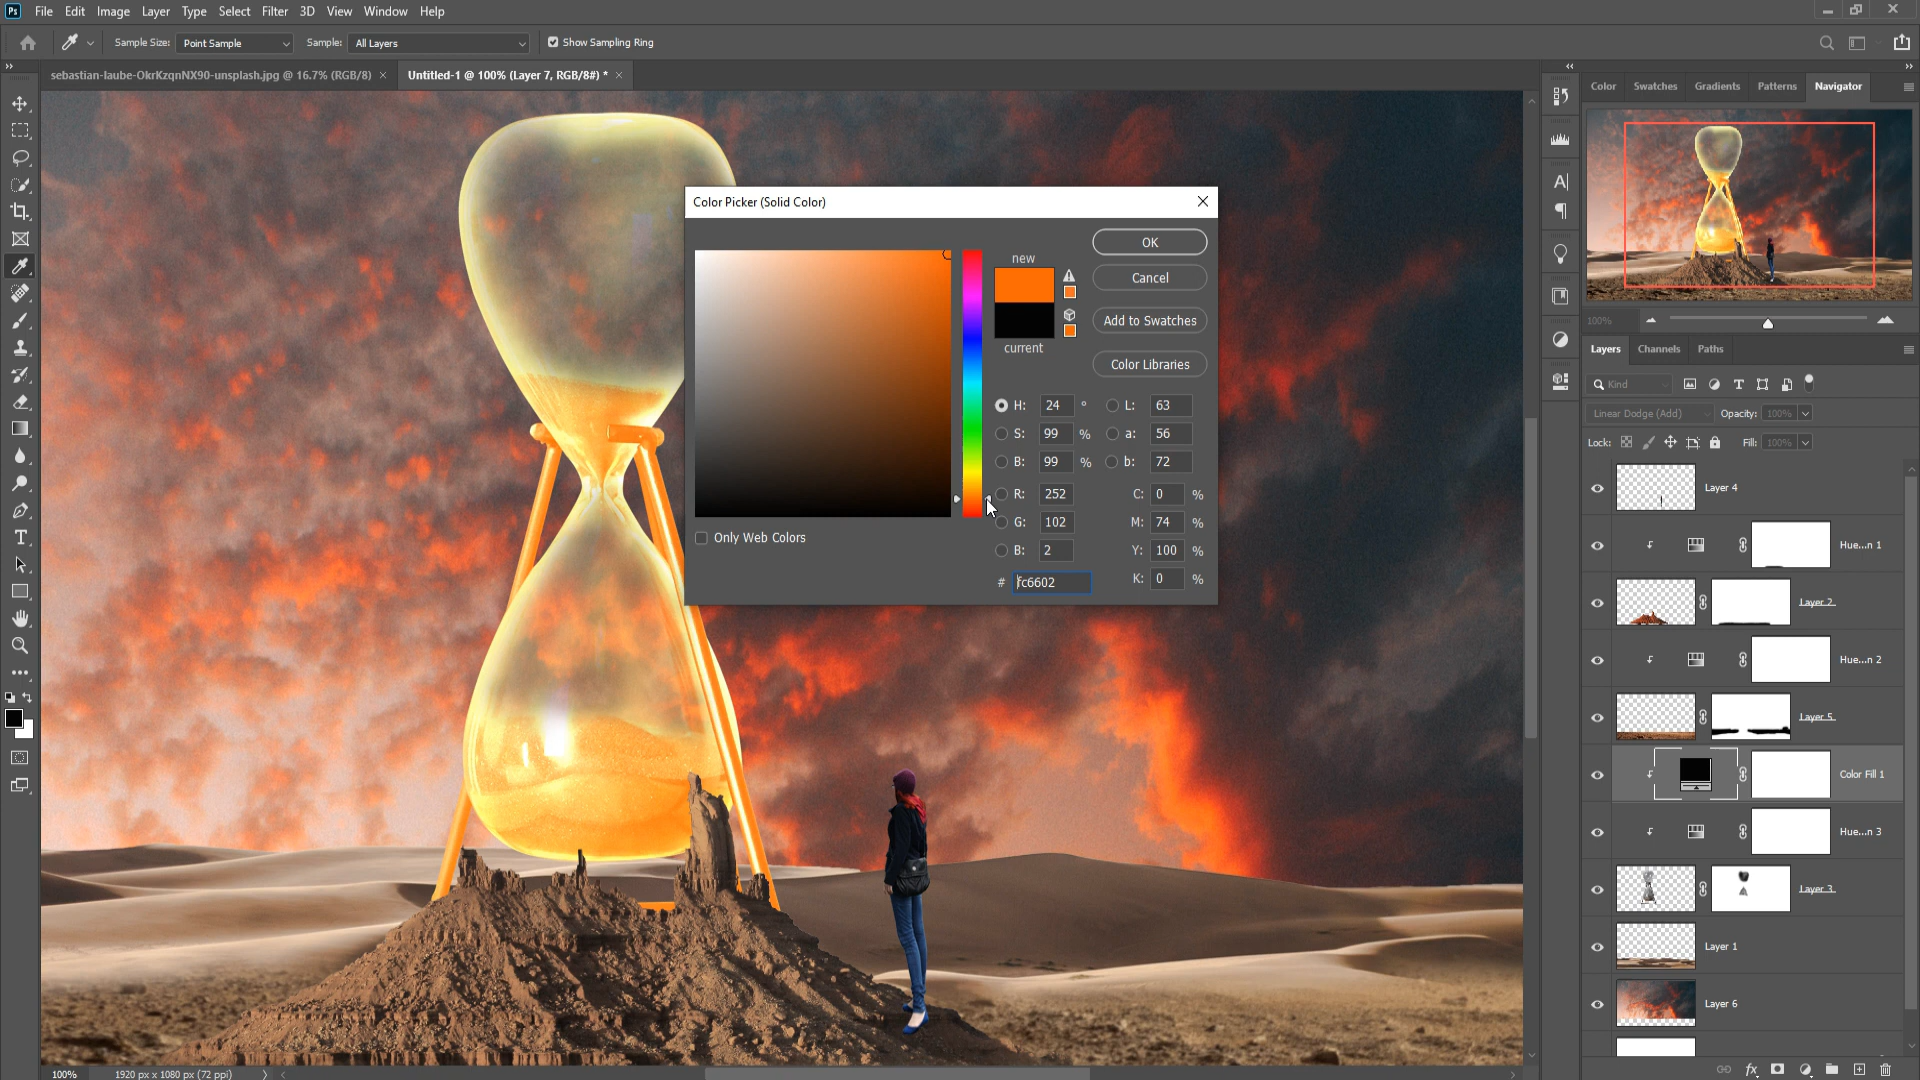 Ps File Edit Image Layer Type Select Filter 3D View Window Help
Sample Size: Point Sample Sample: All Layers Show Sampling Ring
sebastian-laube-OkrKzqnNX90-unsplash.jpg @ 16.7% (RGB/8) × Untitled-1 @ 100% (Layer 7, RGB/8#) * ×
Color Picker (Solid Color)
new
current
OK
Cancel
Add to Swatches
Color Libraries
H: 24 ° L: 63
S: 99 % a: 56
B: 99 % b: 72
R: 252 C: 0 %
G: 102 M: 74 %
B: 2 Y: 100 %
# fc6602 K: 0 %
Only Web Colors
Color Swatches Gradients Patterns Navigator
100%
Layers Channels Paths
Kind
Linear Dodge (Add) Opacity: 100%
Lock: Fill: 100%
Layer 4
Hue...n 1
Layer 2
Hue...n 2
Layer 5
Color Fill 1
Hue...n 3
Layer 3
Layer 1
Layer 6
100% 1920 px x 1080 px (72 ppi)